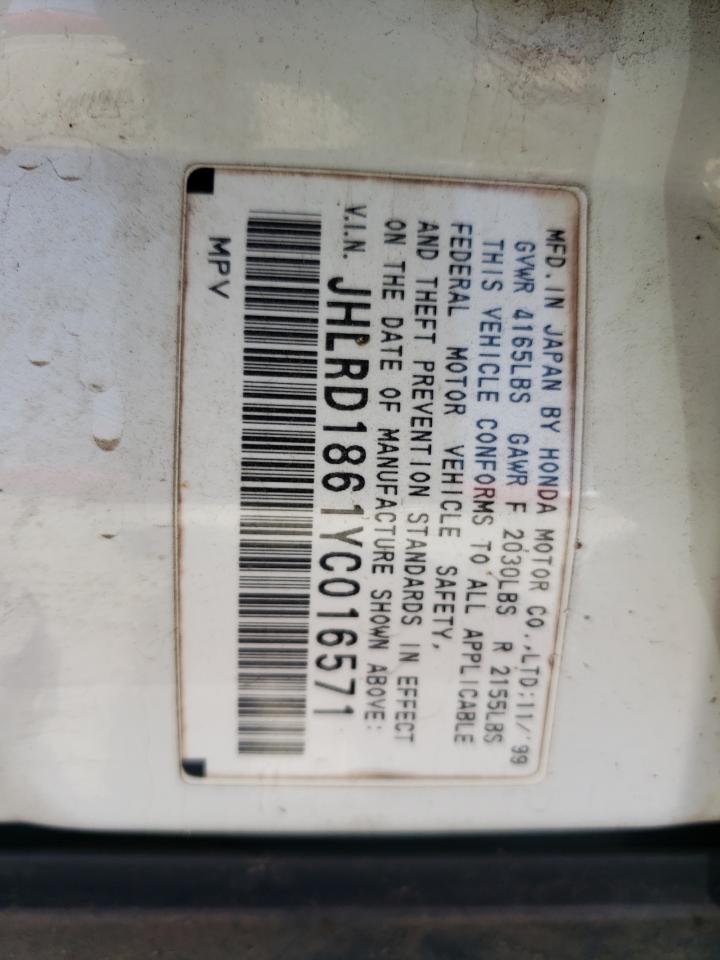 MFD.IN JAPAN BY HONDA MOTOR CO.,LTD;11/'99
GVWR 4165LBS GAWR F 2030LBS R 2155LBS
THIS VEHICLE CONFORMS TO ALL APPLICABLE
FEDERAL MOTOR VEHICLE SAFETY,
AND THEFT PREVENTION STANDARDS IN EFFECT
ON THE DATE OF MANUFACTURE SHOWN ABOVE:
V.I.N. JHLRD1861YC016571
MPV